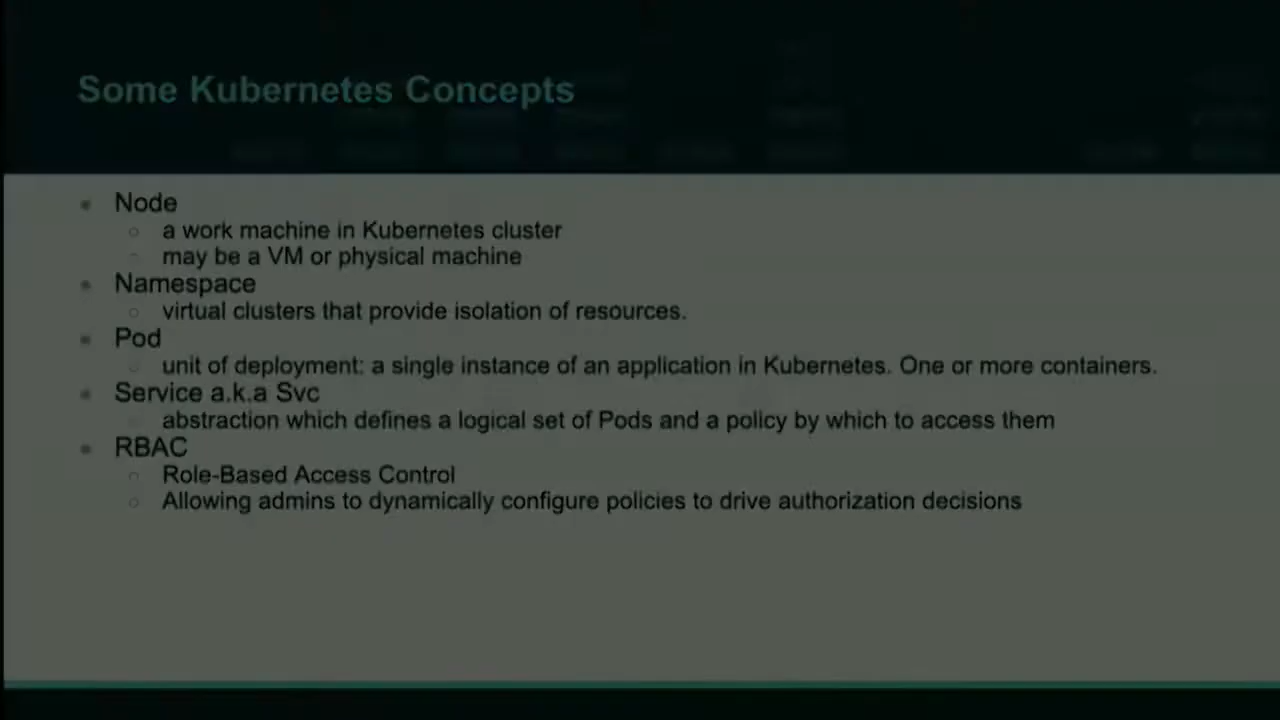 Some Kubernetes Concepts
Node
a work machine in Kubernetes cluster
may be a VM or physical machine
Namespace
virtual clusters that provide isolation of resources.
Pod
unit of deployment: a single instance of an application in Kubernetes. One or more containers.
Service a.k.a Svc
abstraction which defines a logical set of Pods and a policy by which to access them
RBAC
Role-Based Access Control
Allowing admins to dynamically configure policies to drive authorization decisions